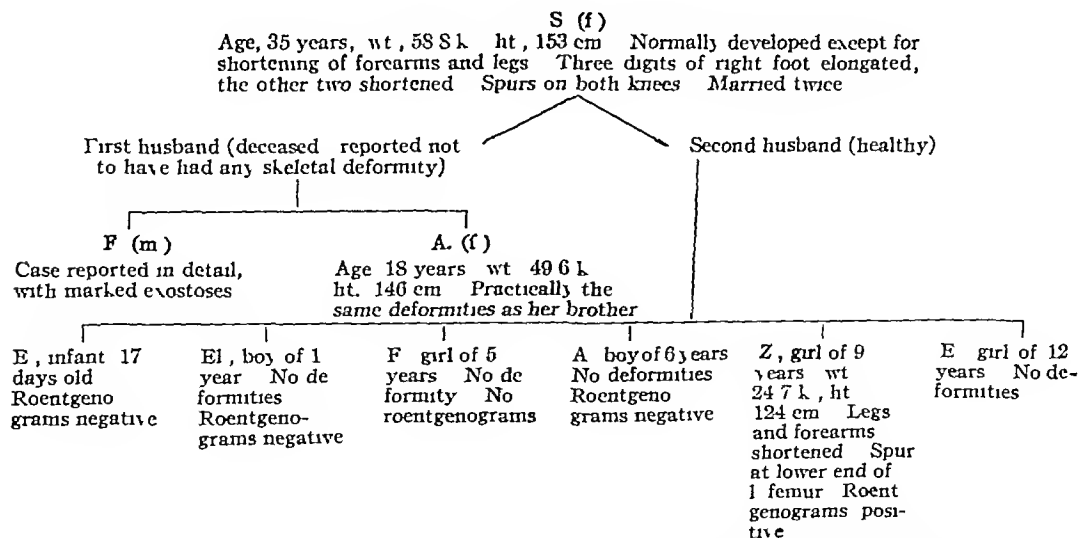 S (f)
Age, 35 years, wt, 58 8 k ht, 153 cm Normally developed except for
shortening of forearms and legs Three digits of right foot elongated,
the other two shortened Spurs on both knees Married twice
First husband (deceased reported not
to have had any skeletal deformity)
Second husband (healthy)
F (m)
Case reported in detail,
with marked exostoses
A. (f)
Age 18 years wt 49 6 k
ht. 146 cm Practically the
same deformities as her brother
E, infant 17
days old
Roentgeno
grams negative
El, boy of 1
year No de
formities
Roentgeno-
grams negative
F girl of 5
years No de
formity No
roentgenograms
A boy of 6 years
No deformities
Roentgeno
grams negative
Z, girl of 9
years wt
24 7 k, ht
124 cm Legs
and forearms
shortened Spur
at lower end of
1 femur Roent
genograms posi-
tive
E girl of 12
years No de-
formities